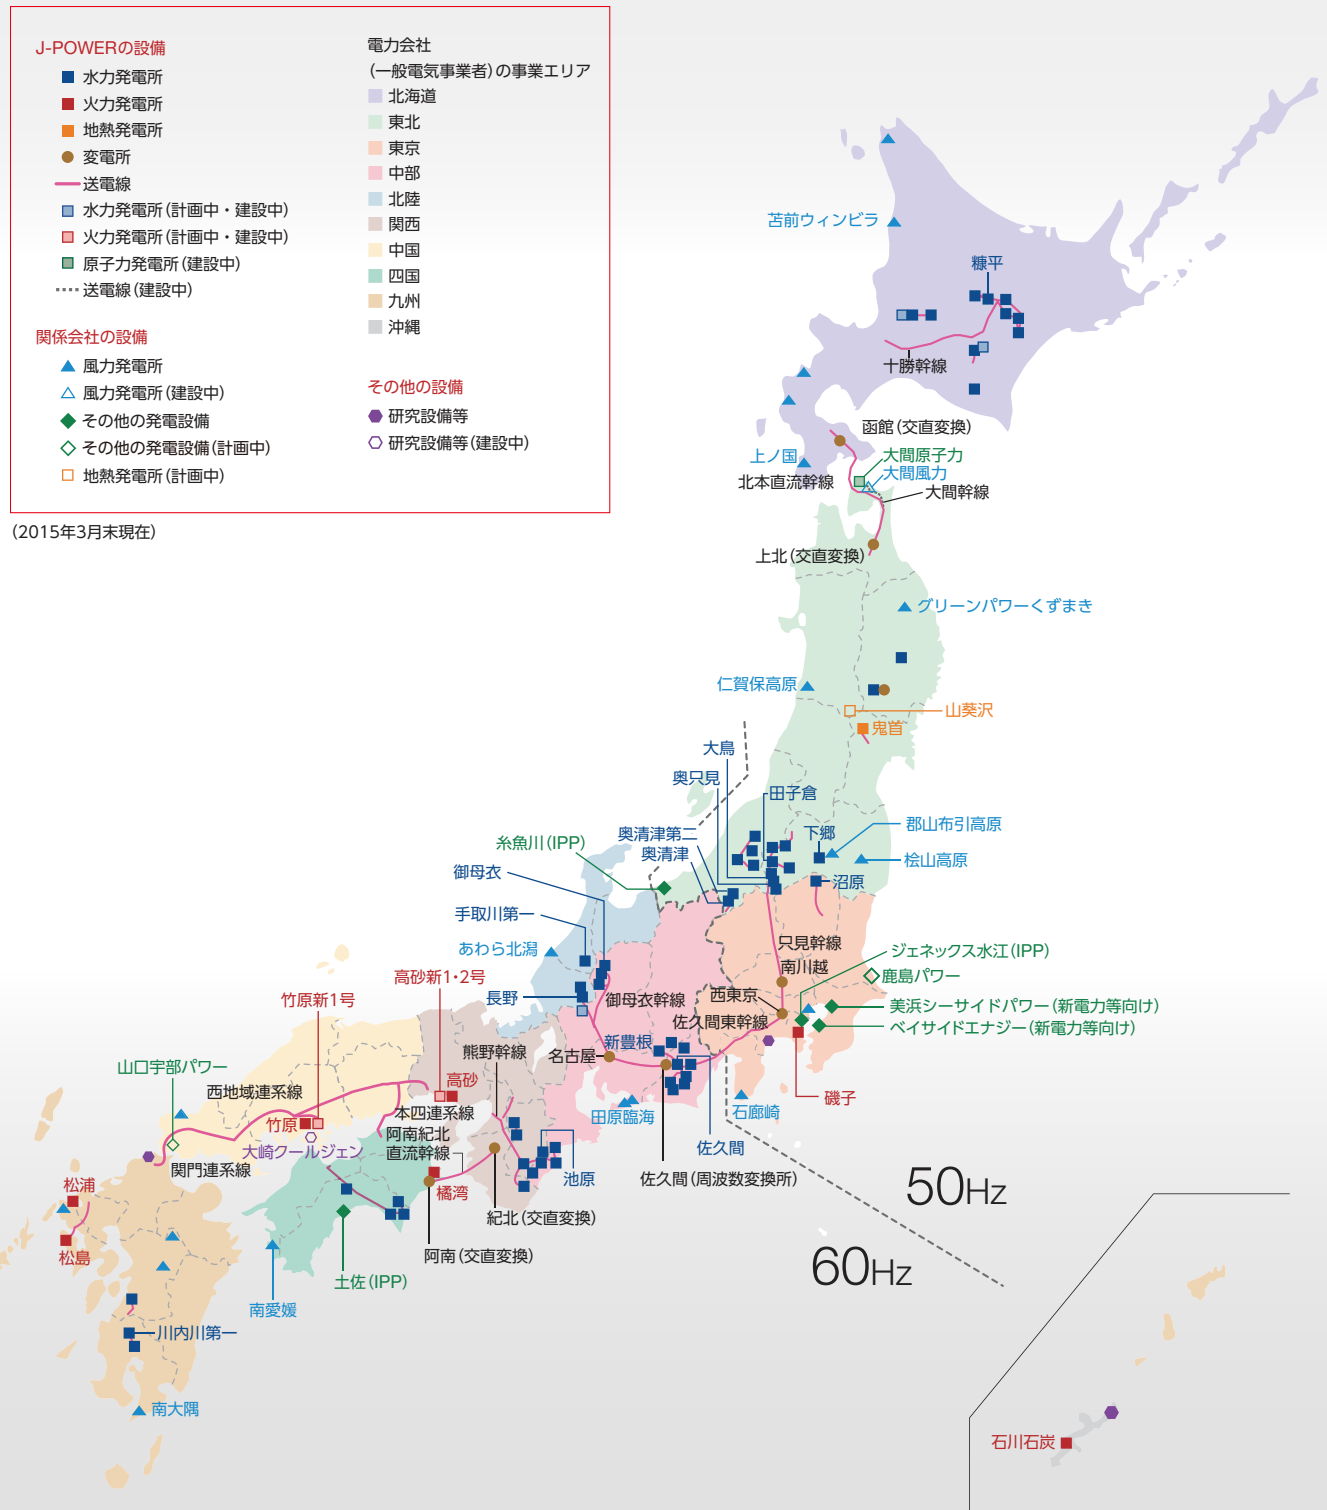 J-POWERの設備
水力発電所
火力発電所
地熱発電所
変電所
送電線
水力発電所(計画中・建設中)
火力発電所(計画中・建設中)
原子力発電所(建設中)
送電線(建設中)
関係会社の設備
風力発電所
風力発電所(建設中)
その他の発電設備
その他の発電設備(計画中)
地熱発電所(計画中)
電力会社
(一般電気事業者)の事業エリア
北海道
東北
東京
中部
北陸
関西
中国
四国
九州
沖縄
その他の設備
研究設備等
研究設備等(建設中)
(2015年3月末現在)
苫前ウィンビラ
糠平
十勝幹線
函館(交直変換)
上ノ国
大間原子力
大間風力
北本直流幹線
大間幹線
上北(交直変換)
グリーンパワーくずまき
仁賀保高原
山葵沢
鬼首
大鳥
奥只見
田子倉
奥清津第二
下郷
郡山布引高原
糸魚川(IPP)
奥清津
桧山高原
御母衣
沼原
手取川第一
あわら北潟
只見幹線
ジェネックス水江(IPP)
南川越
鹿島パワー
高砂新1・2号
竹原新1号
長野
御母衣幹線
西東京
美浜シーサイドパワー(新電力等向け)
佐久間東幹線
ベイサイドエナジー(新電力等向け)
新豊根
熊野幹線
名古屋
山口宇部パワー
西地域連系線
高砂
磯子
本四連系線
田原臨海
石廊崎
竹原
阿南紀北
直流幹線
大崎クールジェン
佐久間
関門連系線
池原
佐久間(周波数変換所)
松浦
橘湾
50Hz
紀北(交直変換)
松島
阿南(交直変換)
60Hz
土佐(IPP)
南愛媛
川内川第一
南大隅
石川石炭